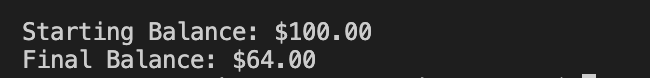 Starting Balance: $100.00
Final Balance: $64.00